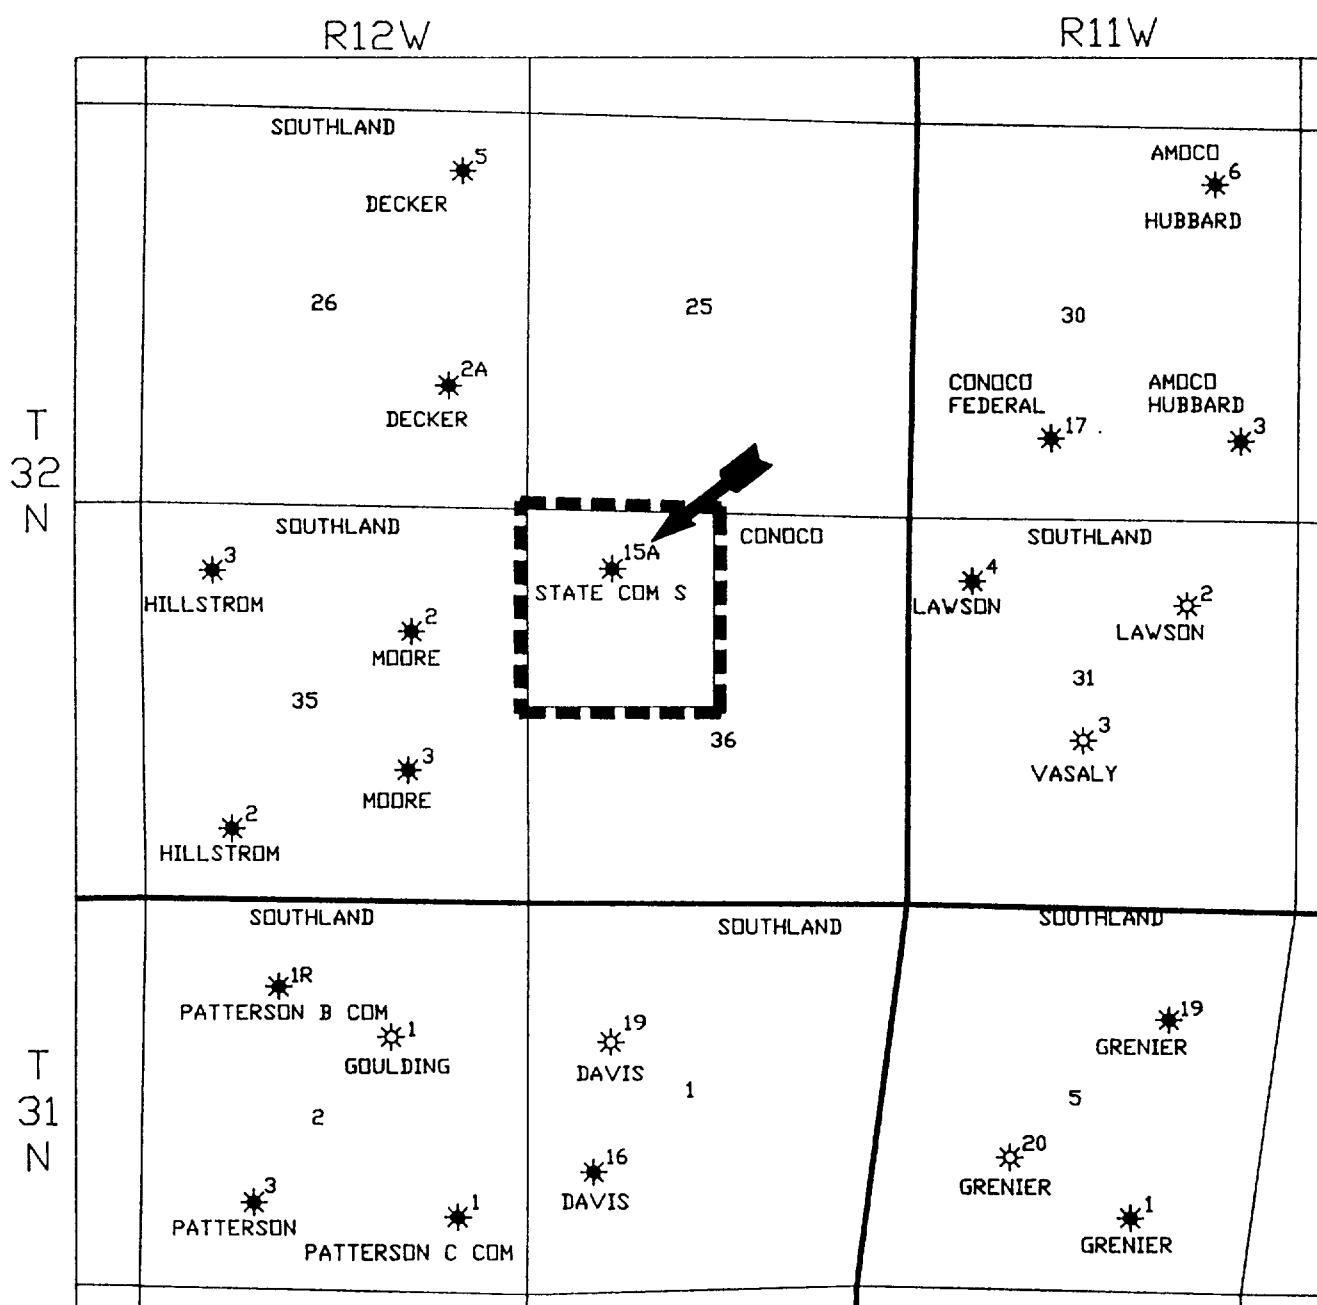 R12W
R11W
SOUTHLAND
5
DECKER
AMOCO
6
HUBBARD
26
25
30
2A
DECKER
CONOCO
FEDERAL
17
AMOCO
HUBBARD
3
T
32
N
SOUTHLAND
CONOCO
SOUTHLAND
3
HILLSTROM
15A
STATE COM S
4
LAWSON
2
LAWSON
2
MOORE
35
31
36
3
VASALY
3
MOORE
2
HILLSTROM
SOUTHLAND
SOUTHLAND
SOUTHLAND
1R
PATTERSON B COM
1
GOULDING
19
DAVIS
19
GRENIER
T
31
N
2
1
5
16
DAVIS
20
GRENIER
3
PATTERSON
1
PATTERSON C COM
1
GRENIER